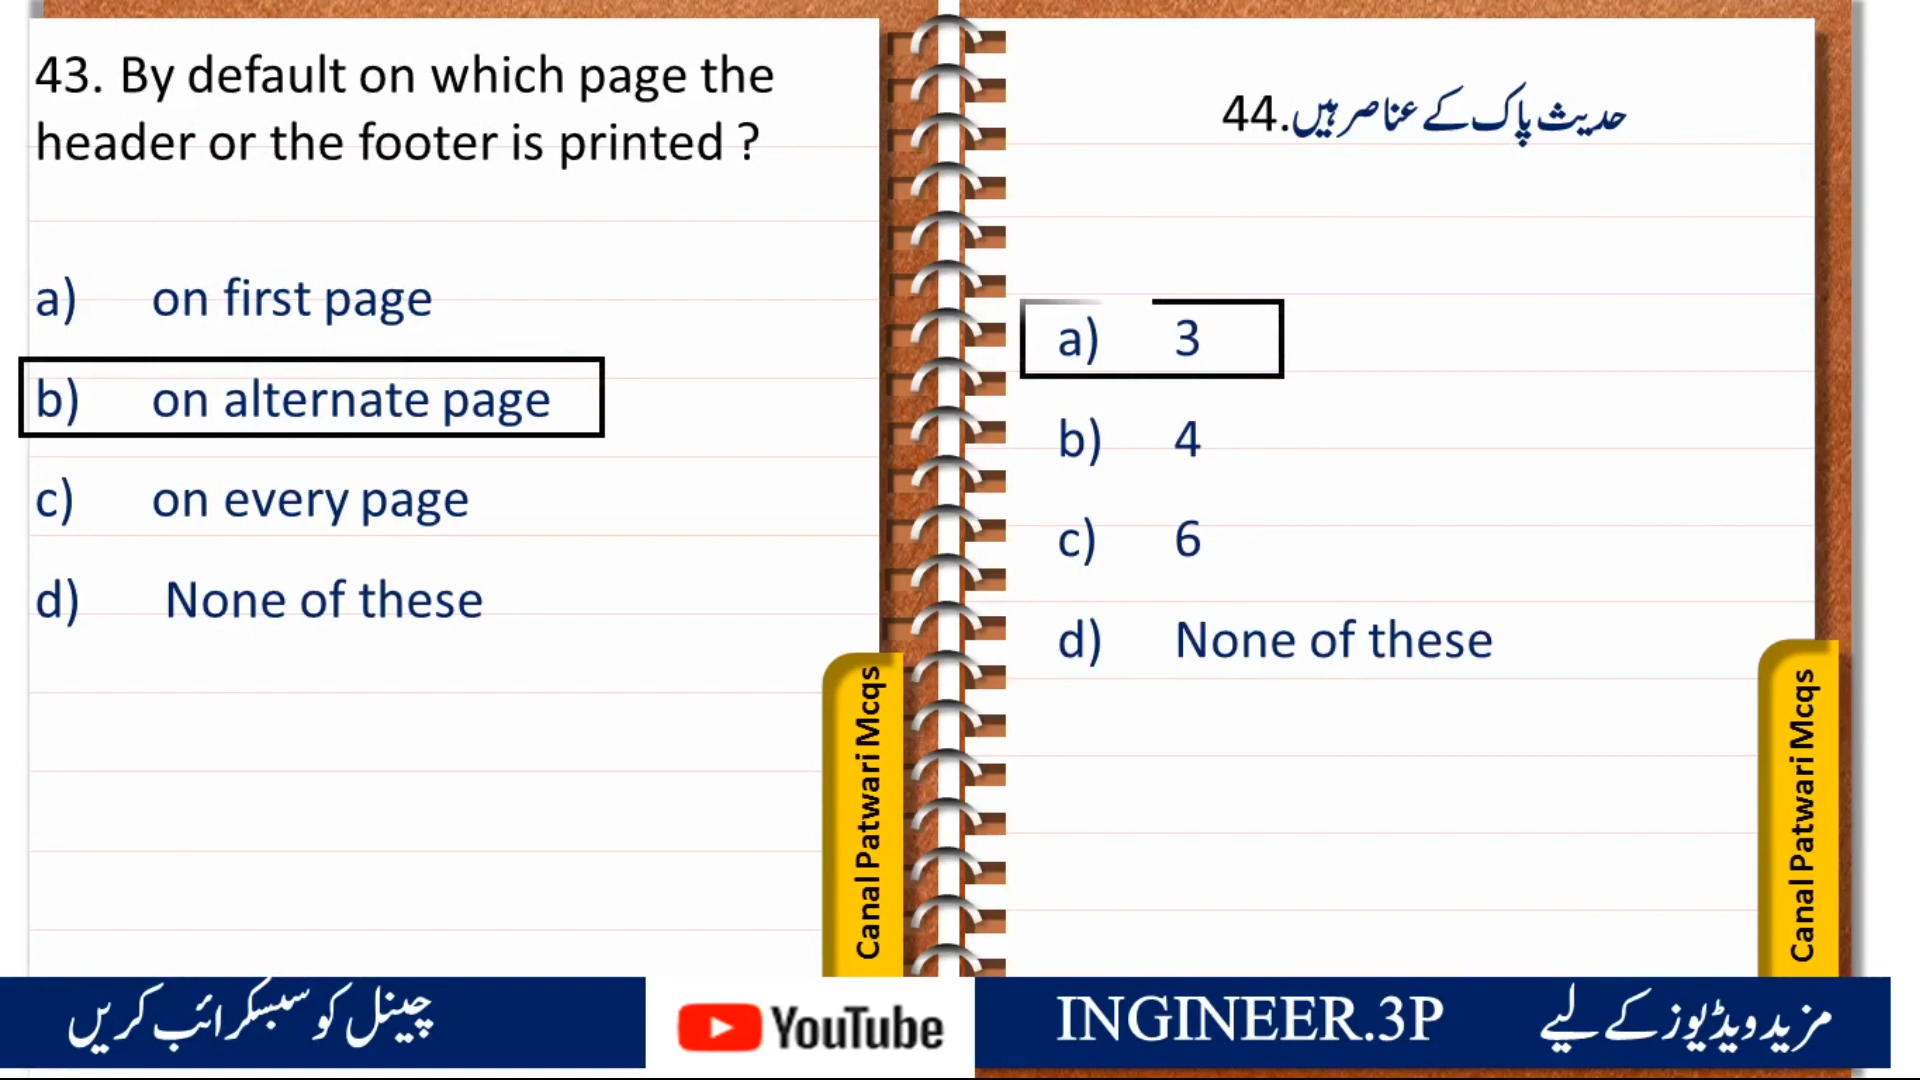 43. By default on which page the
header or the footer is printed ?
a) on first page
b) on alternate page
c) on every page
d) None of these
Canal Patwari Mcqs
44.حدیث پاک کے عناصر ہیں
a) 3
b) 4
c) 6
d) None of these
Canal Patwari Mcqs
چینل کو سبسکرائب کریں
YouTube
INGINEER.3P
مزید ویڈیوز کے لیے